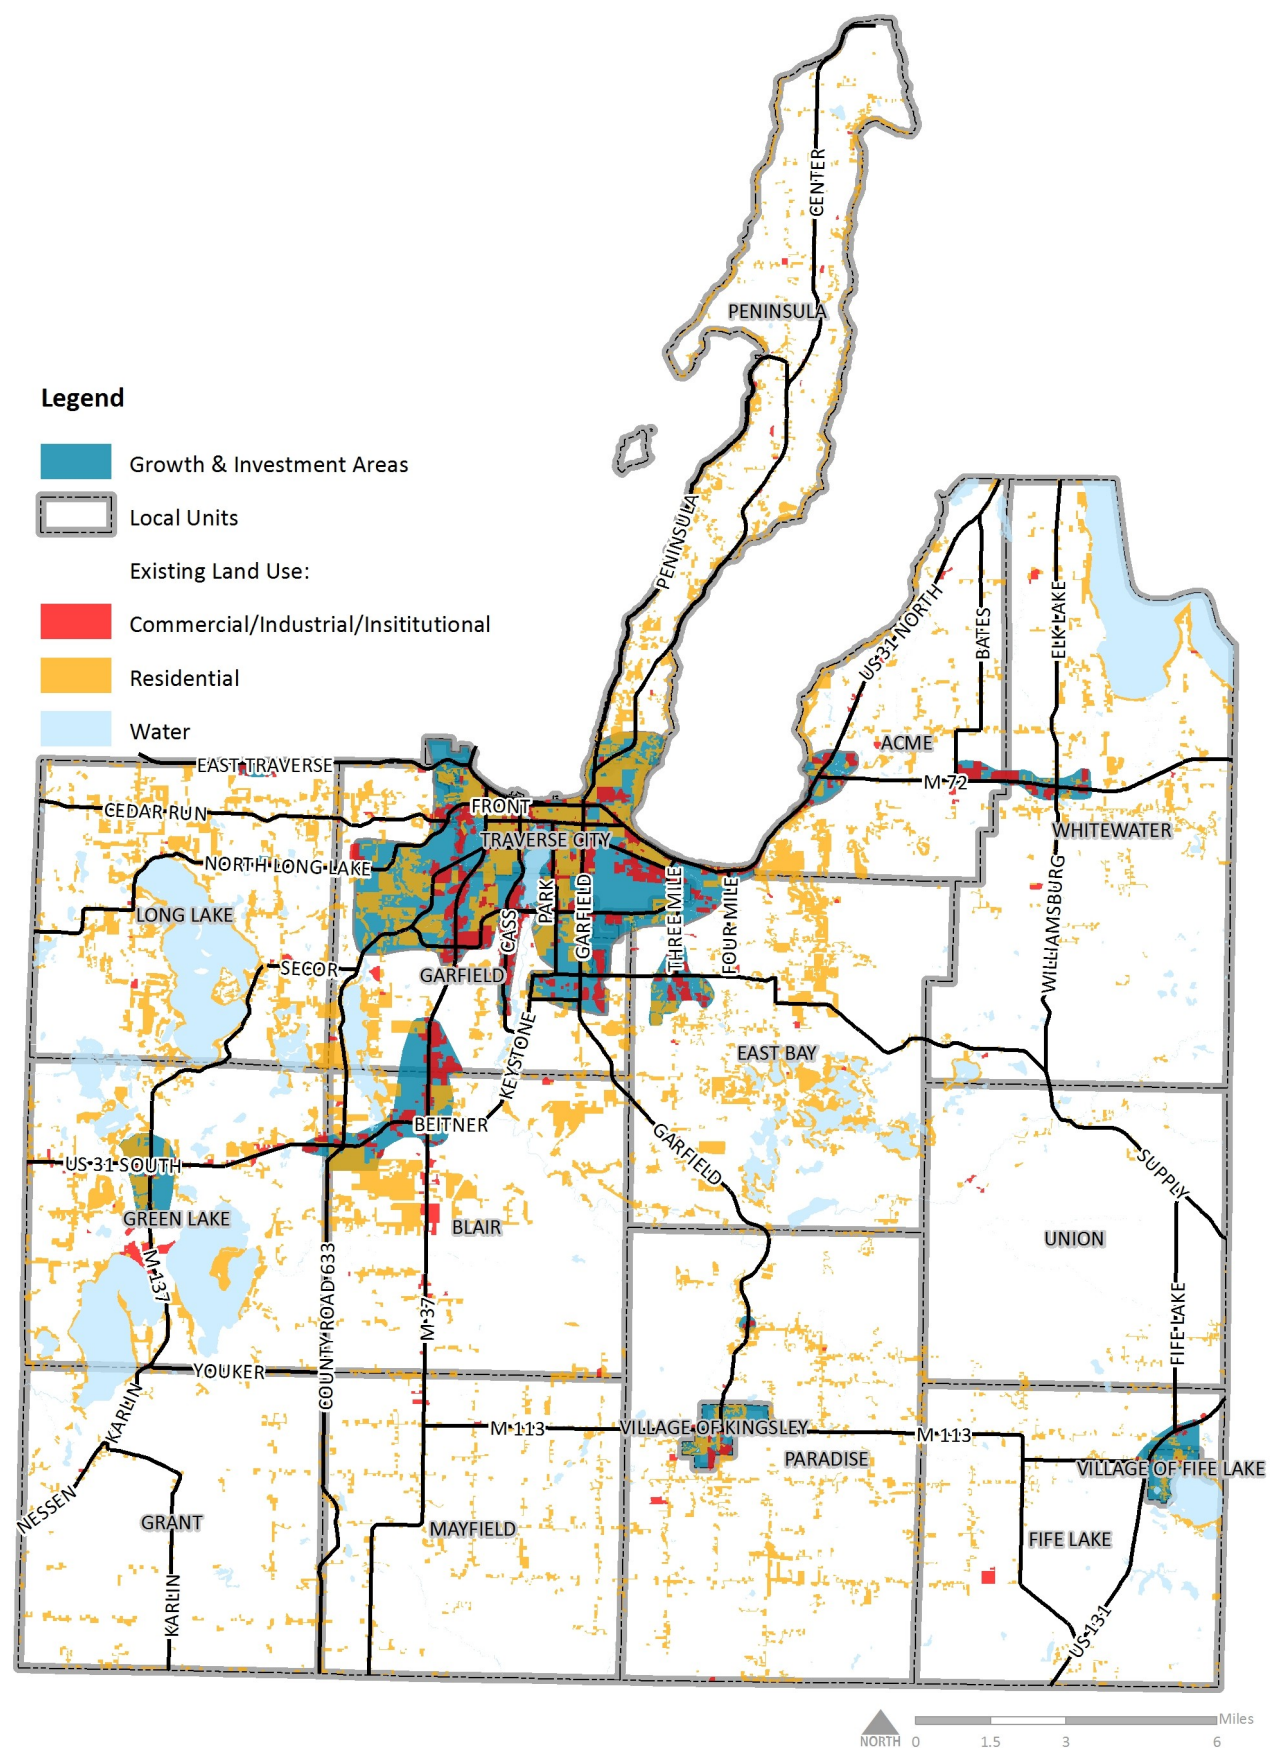 CENTER
PENINSULA
Legend
Growth & Investment Areas
Local Units
Existing Land Use:
Commercial/Industrial/Insititutional
Residential
Water
PENINSULA
US 31 NORTH
BATES
ELK LAKE
ACME
EAST TRAVERSE
M 72
CEDAR RUN
FRONT
TRAVERSE CITY
WHITEWATER
NORTH LONG LAKE
LONG LAKE
CASS
PARK
GARFIELD
THREE MILE
FOUR MILE
WILLIAMSBURG
SECOR
GARFIELD
KEYSTONE
EAST BAY
BEITNER
GARFIELD
US 31 SOUTH
SUPPLY
GREEN LAKE
BLAIR
UNION
M 137
COUNTY ROAD 633
M 37
FIFE LAKE
YOUKER
KARLIN
M 113
VILLAGE OF KINGSLEY
M 113
PARADISE
VILLAGE OF FIFE LAKE
NESSEN
GRANT
MAYFIELD
FIFE LAKE
KARLIN
US 131
NORTH
0 1.5 3 6
Miles